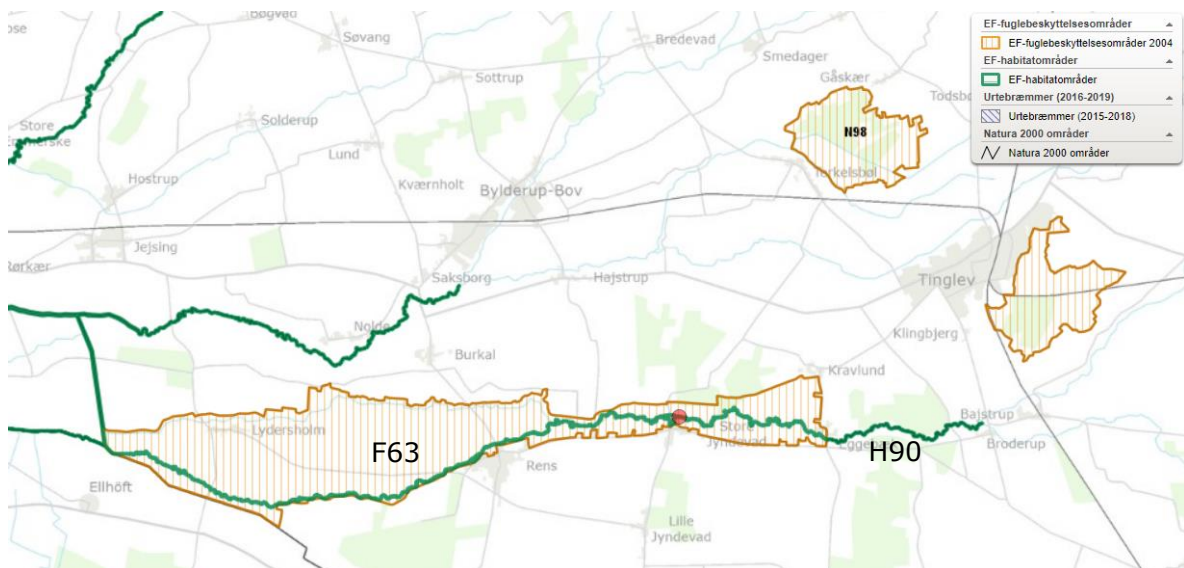 Bøgvad
Søvang
Bredevad
Smedager
Sottrup
Gåskær
Solderup
Store
Lund
N98
Hostrup
Kværnholt
Bylderup-Bov
Terkelsbøl
Jejsing
Rørkær
Saksborg
Hajstrup
Tinglev
Nolde
Klingbjerg
Burkal
Kravlund
Lydersholm
F63
Store
Jyndevad
Bajstrup
H90
Broderup
Rens
Ellhöft
Lille
Jyndevad
EF-fuglebeskyttelsesområder
EF-fuglebeskyttelsesområder 2004
EF-habitatområder
EF-habitatområder
Urtebræmmer (2016-2019)
Urtebræmmer (2015-2018)
Natura 2000 områder
Natura 2000 områder